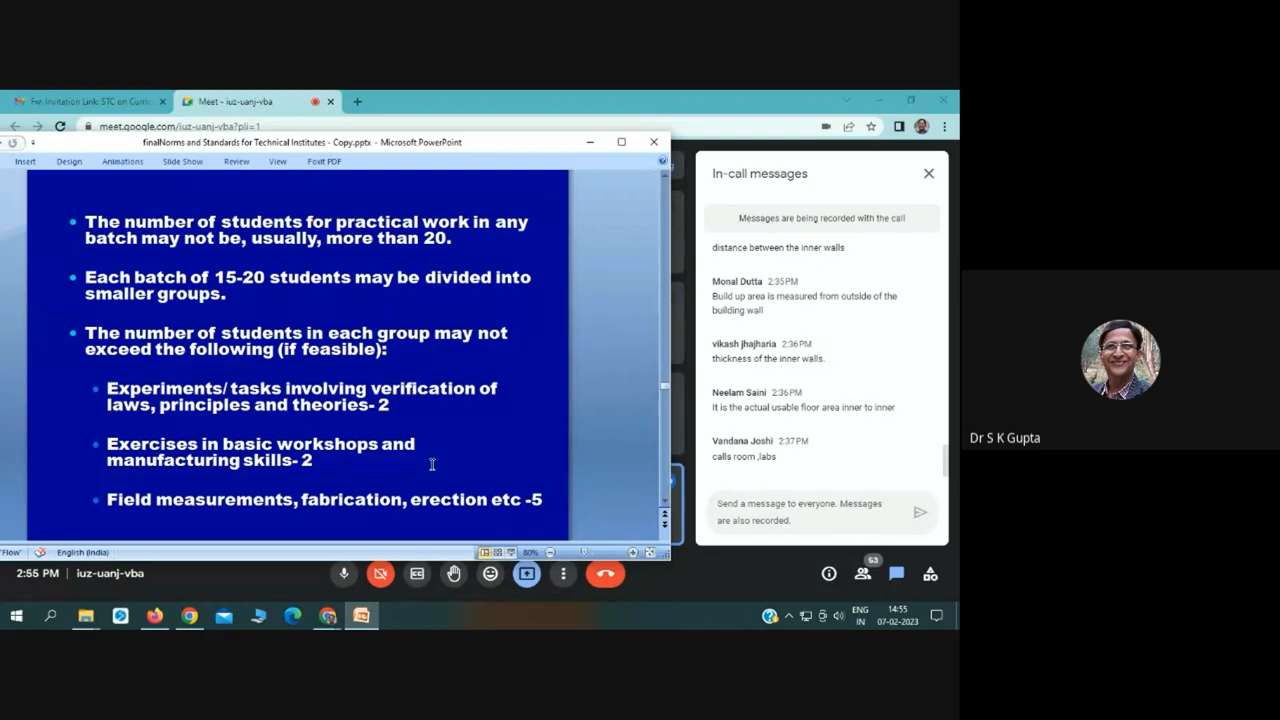 Fw: Invitation Link: STC on Curric
Meet - iuz-uanj-vba
meet.google.com/iuz-uanj-vba?pli=1
finalNorms and Standards for Technical Institutes - Copy.pptx - Microsoft PowerPoint
Insert Design Animations Slide Show Review View Foxit PDF
The number of students for practical work in any
batch may not be, usually, more than 20.
Each batch of 15-20 students may be divided into
smaller groups.
The number of students in each group may not
exceed the following (if feasible):
Experiments/ tasks involving verification of
laws, principles and theories- 2
Exercises in basic workshops and
manufacturing skills- 2
Field measurements, fabrication, erection etc -5
"Flow" English (India) 80%
In-call messages
Messages are being recorded with the call
distance between the inner walls
Monal Dutta 2:35PM
Build up area is measured from outside of the
building wall
vikash jhajharia 2:36PM
thickness of the inner walls.
Neelam Saini 2:36PM
It is the actual usable floor area inner to inner
Vandana Joshi 2:37PM
calls room ,labs
Send a message to everyone. Messages
are also recorded.
2:55 PM | iuz-uanj-vba
53
ENG
IN
14:55
07-02-2023
Dr S K Gupta